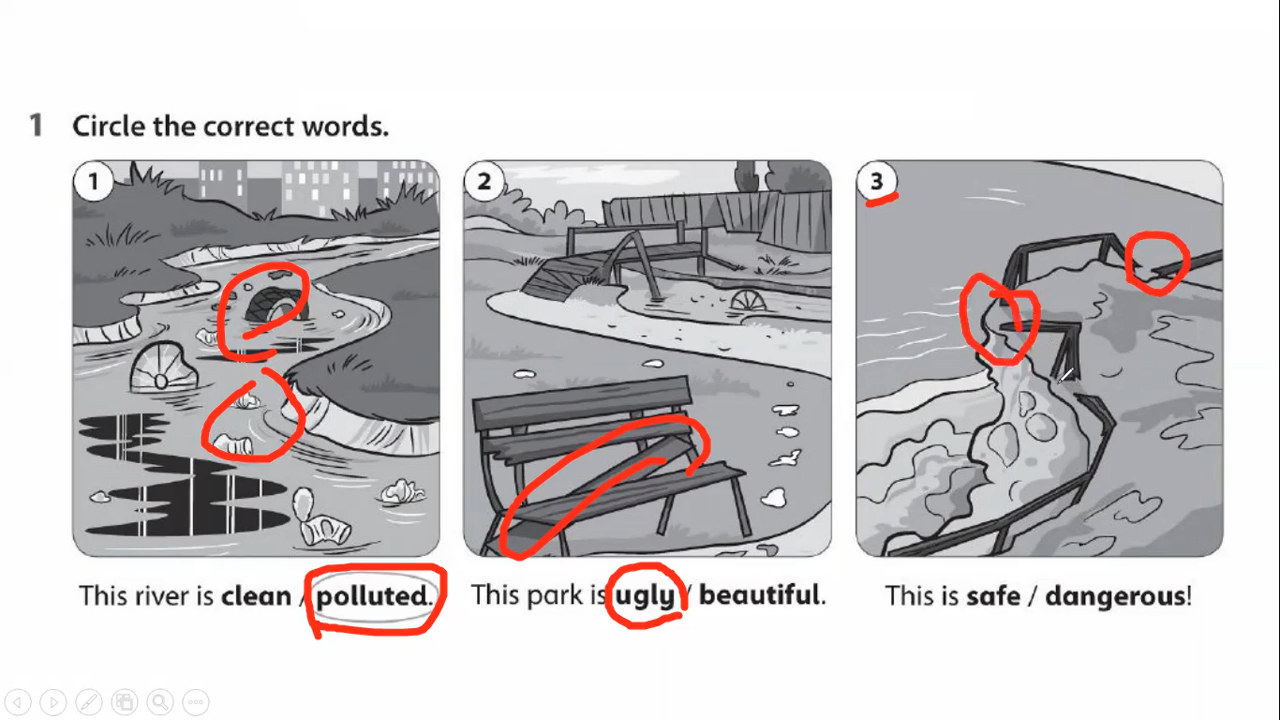 1 Circle the correct words.
1
2
3
This river is clean / polluted.
This park is ugly / beautiful.
This is safe / dangerous!